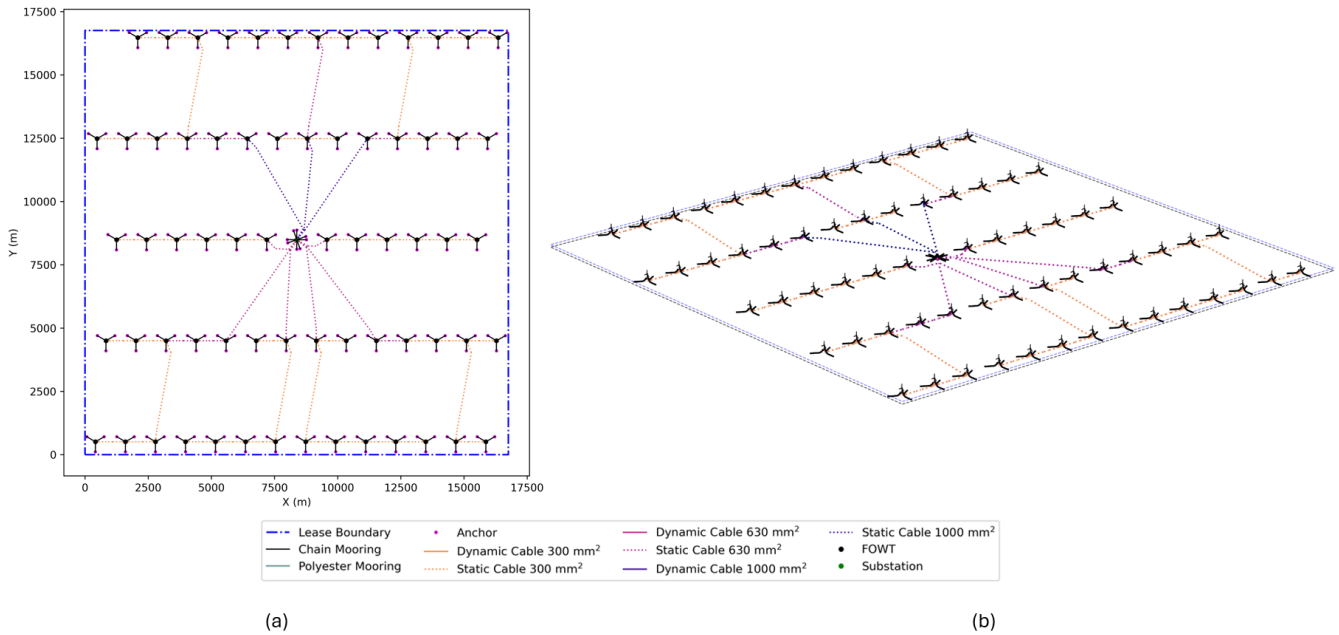 17500
15000
12500
10000
7500
5000
2500
0
Y (m)
0 2500 5000 7500 10000 12500 15000 17500
X (m)
Lease Boundary
Chain Mooring
Polyester Mooring
Anchor
Dynamic Cable 300 mm²
Static Cable 300 mm²
Dynamic Cable 630 mm²
Static Cable 630 mm²
Dynamic Cable 1000 mm²
Static Cable 1000 mm²
FOWT
Substation
(a)
(b)